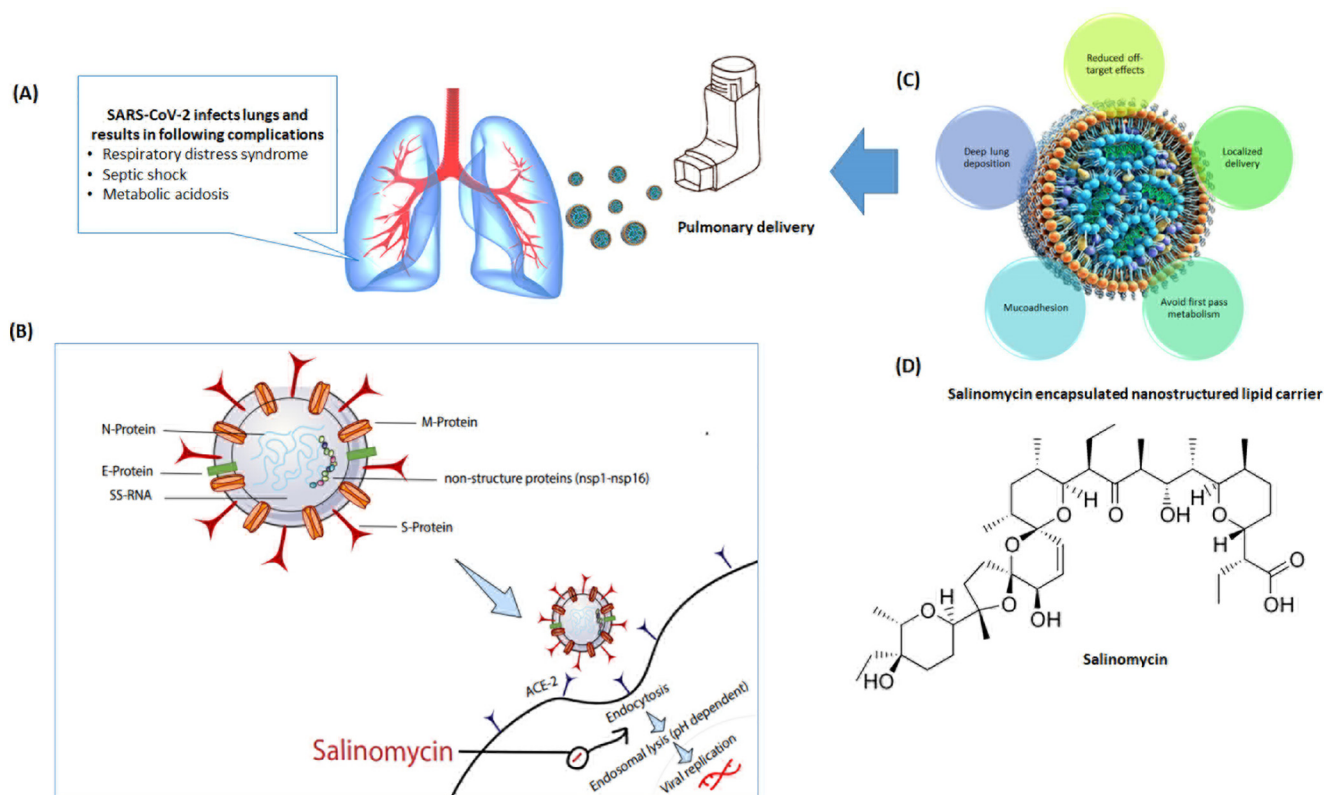 (A)
SARS-CoV-2 infects lungs and
results in following complications
• Respiratory distress syndrome
• Septic shock
• Metabolic acidosis
Pulmonary delivery
(C)
Reduced off-
target effects
Deep lung
deposition
Localized
delivery
Mucoadhesion
Avoid first pass
metabolism
(B)
N-Protein
M-Protein
E-Protein
non-structure proteins (nsp1-nsp16)
SS-RNA
S-Protein
ACE-2
Endocytosis
Endosomal lysis (pH dependent)
Viral replication
Salinomycin
(D)
Salinomycin encapsulated nanostructured lipid carrier
H
O
O
OH
O
H
H
O
O
OH
O
H
O
O
OH
HO
Salinomycin